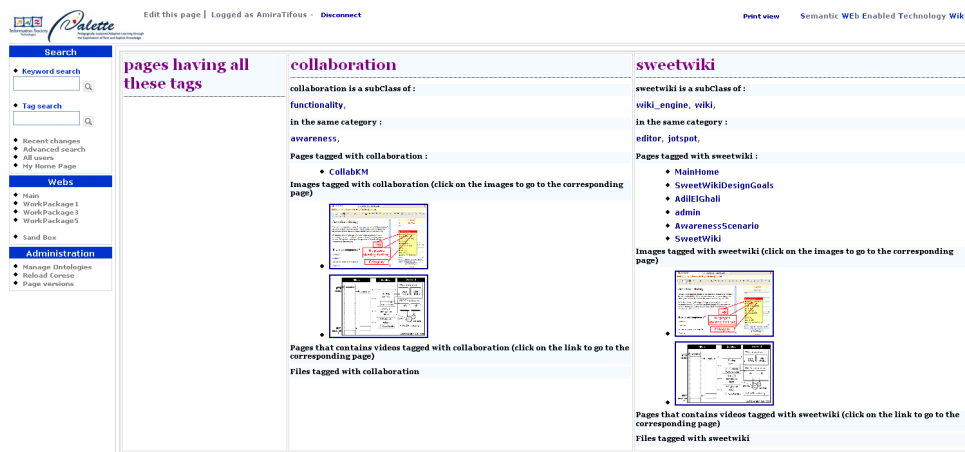 Edit this page | Logged as AmiraTifous - Disconnect
Print view
Semantic WEb Enabled Technology Wik
Palette
Search
Keyword search
Tag search
Recent changes
Advanced search
All users
My Home Page
Webs
Main
WorkPackage1
WorkPackage3
WorkPackage5
Sand Box
Administration
Manage Ontologies
Reload Corese
Page versions
pages having all
these tags
collaboration
collaboration is a subClass of :
functionality,
in the same category :
awareness,
Pages tagged with collaboration :
CollabKM
Images tagged with collaboration (click on the images to go to the corresponding
page)
Pages that contains videos tagged with collaboration (click on the link to go to the
corresponding page)
Files tagged with collaboration
sweetwiki
sweetwiki is a subClass of :
wiki_engine, wiki,
in the same category :
editor, jotspot,
Pages tagged with sweetwiki :
MainHome
SweetWikiDesignGoals
AdilElGhali
admin
AwarenessScenario
SweetWiki
Images tagged with sweetwiki (click on the images to go to the corresponding
page)
Pages that contains videos tagged with sweetwiki (click on the link to go to the
corresponding page)
Files tagged with sweetwiki